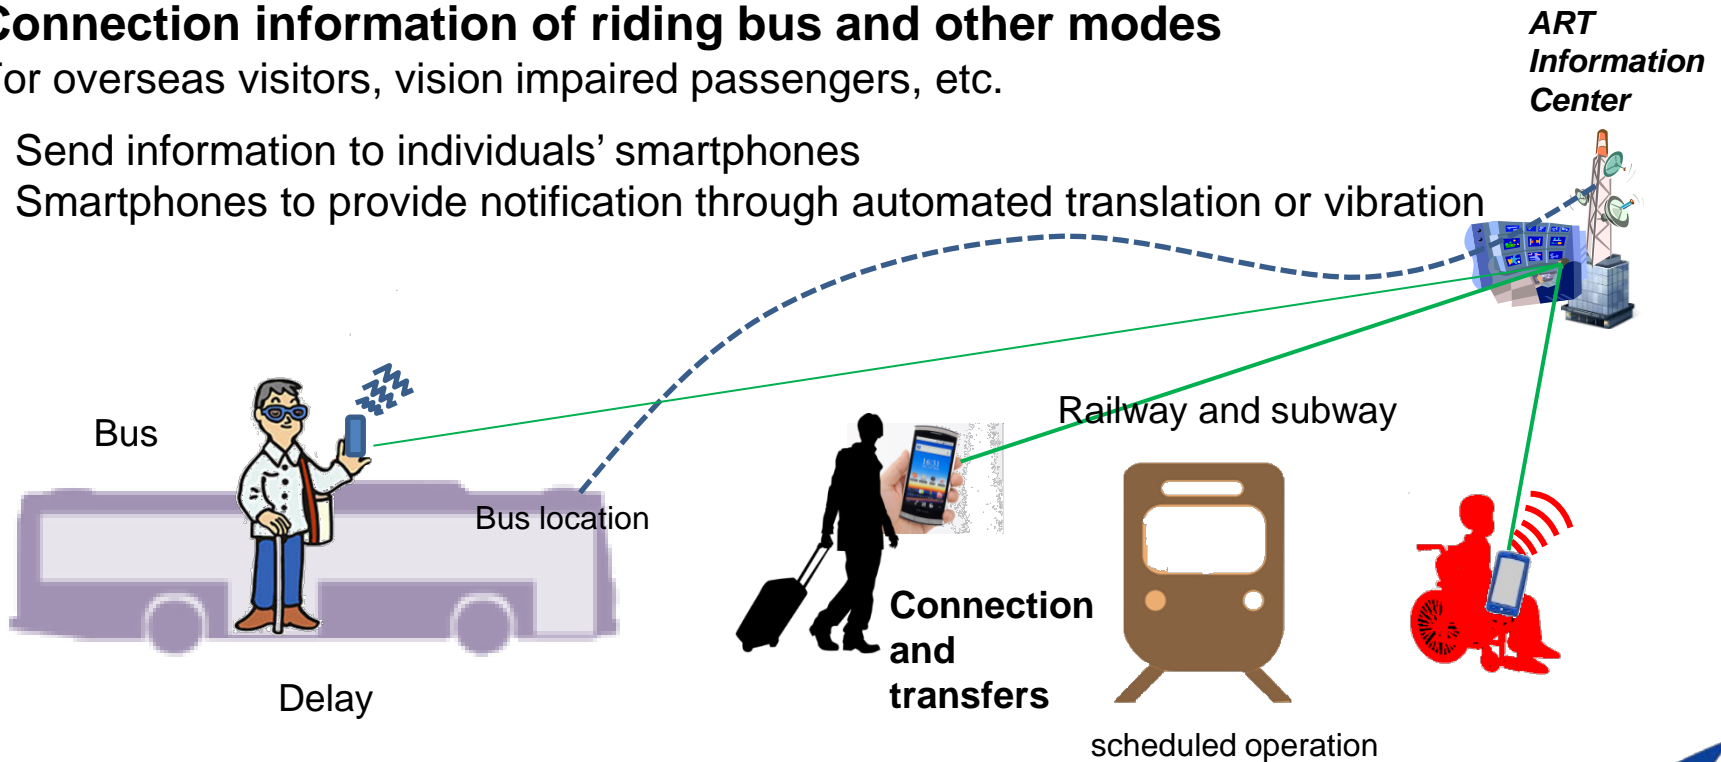 Connection information of riding bus and other modes
for overseas visitors, vision impaired passengers, etc.
Send information to individuals' smartphones
Smartphones to provide notification through automated translation or vibration
ART
Information
Center
Bus
Bus location
Delay
16:31
Railway and subway
Connection
and
transfers
scheduled operation